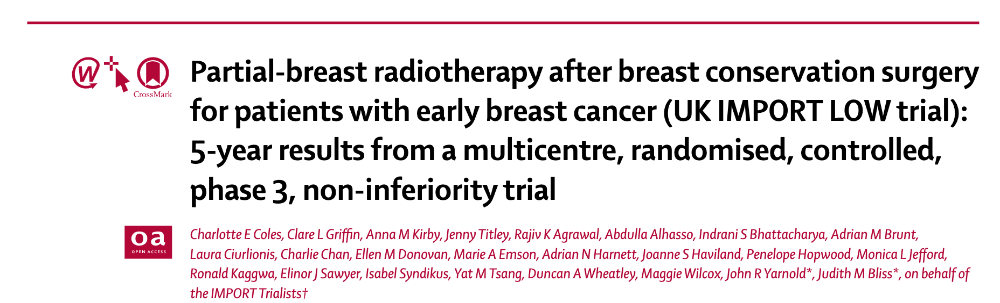 W
CrossMark
Partial-breast radiotherapy after breast conservation surgery
for patients with early breast cancer (UK IMPORT LOW trial):
5-year results from a multicentre, randomised, controlled,
phase 3, non-inferiority trial
oa
OPEN ACCESS
Charlotte E Coles, Clare L Griffin, Anna M Kirby, Jenny Titley, Rajiv K Agrawal, Abdulla Alhasso, Indrani S Bhattacharya, Adrian M Brunt,
Laura Ciurlionis, Charlie Chan, Ellen M Donovan, Marie A Emson, Adrian N Harnett, Joanne S Haviland, Penelope Hopwood, Monica L Jefford,
Ronald Kaggwa, Elinor J Sawyer, Isabel Syndikus, Yat M Tsang, Duncan A Wheatley, Maggie Wilcox, John R Yarnold*, Judith M Bliss*, on behalf of
the IMPORT Trialists†